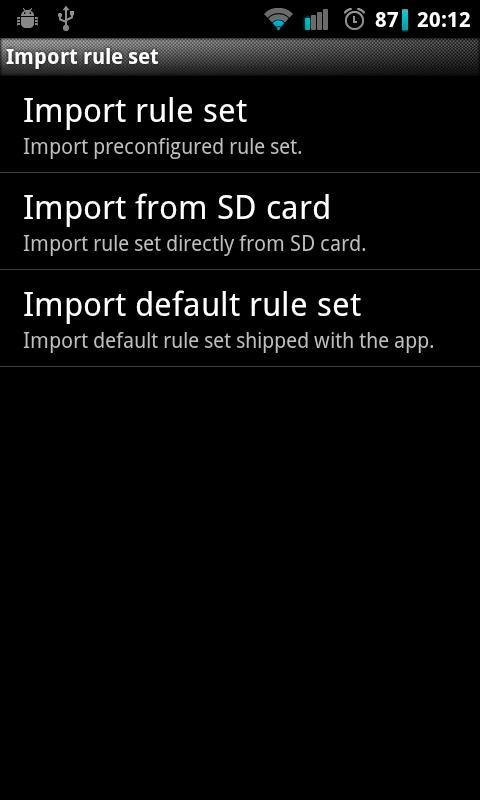 87 20:12
Import rule set
Import rule set
Import preconfigured rule set.
Import from SD card
Import rule set directly from SD card.
Import default rule set
Import default rule set shipped with the app.